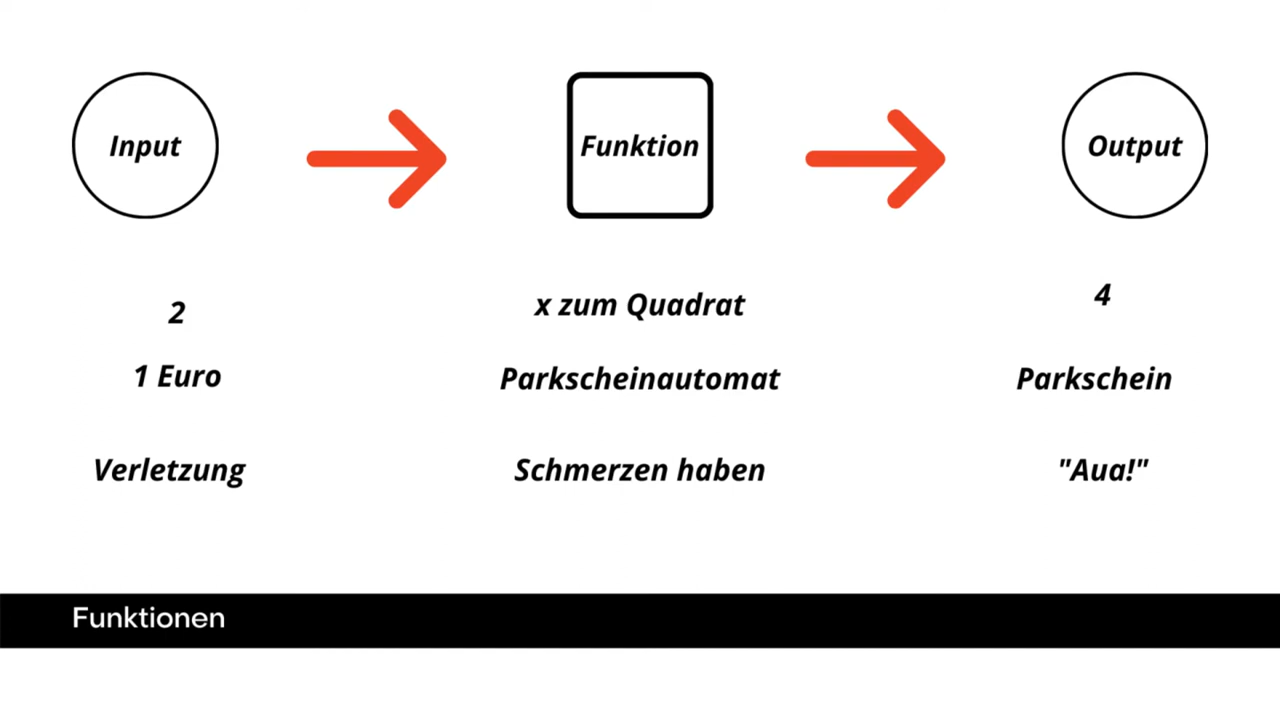 Input
Funktion
Output
2
x zum Quadrat
4
1 Euro
Parkscheinautomat
Parkschein
Verletzung
Schmerzen haben
"Aua!"
Funktionen